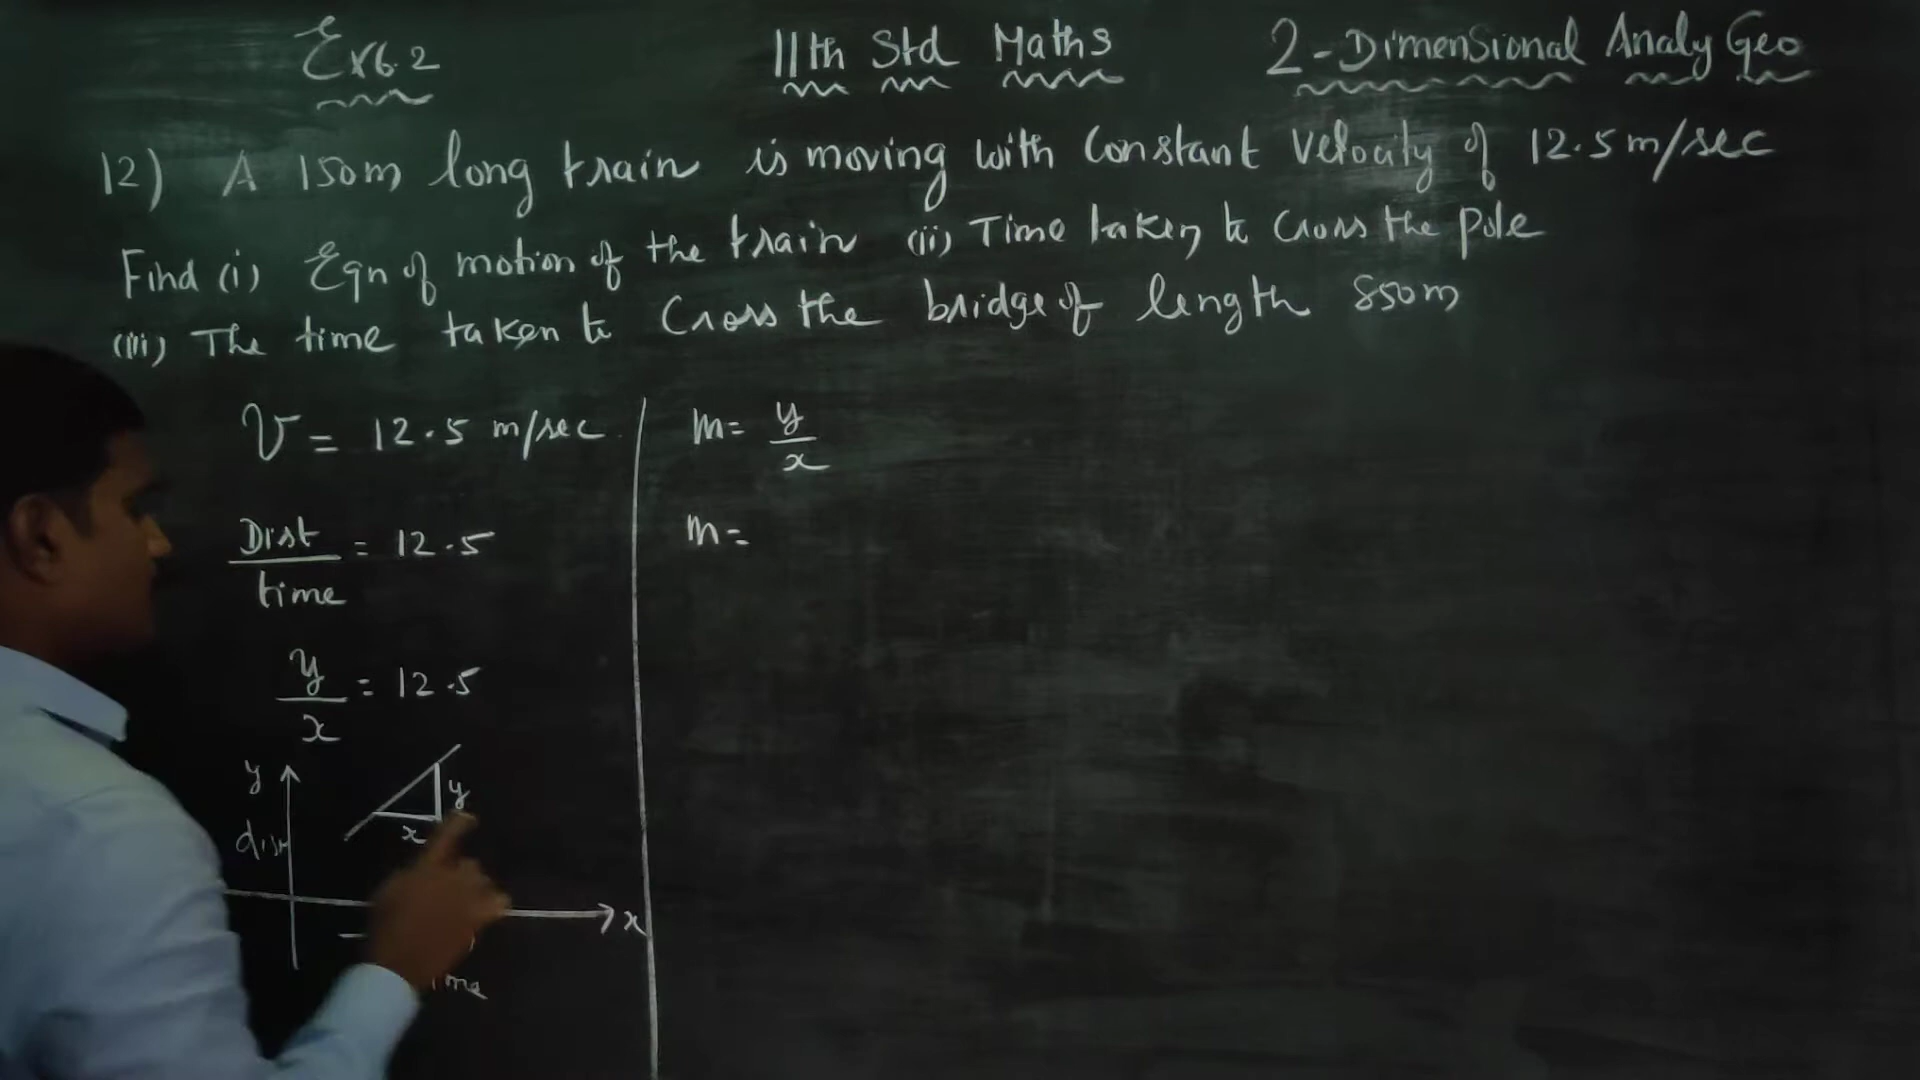 Ex 6.2 11th Std Maths 2-Dimensional Analy Geo
12) A 150m long train is moving with Constant Velocity of 12.5 m/sec
Find (i) Eqn of motion of the train (ii) Time taken to Cross the pole
(iii) The time taken to Cross the bridge of length 850m
V = 12.5 m/sec
Dist/time = 12.5
y/x = 12.5
y
dist
y
x
x
m = y/x
m =